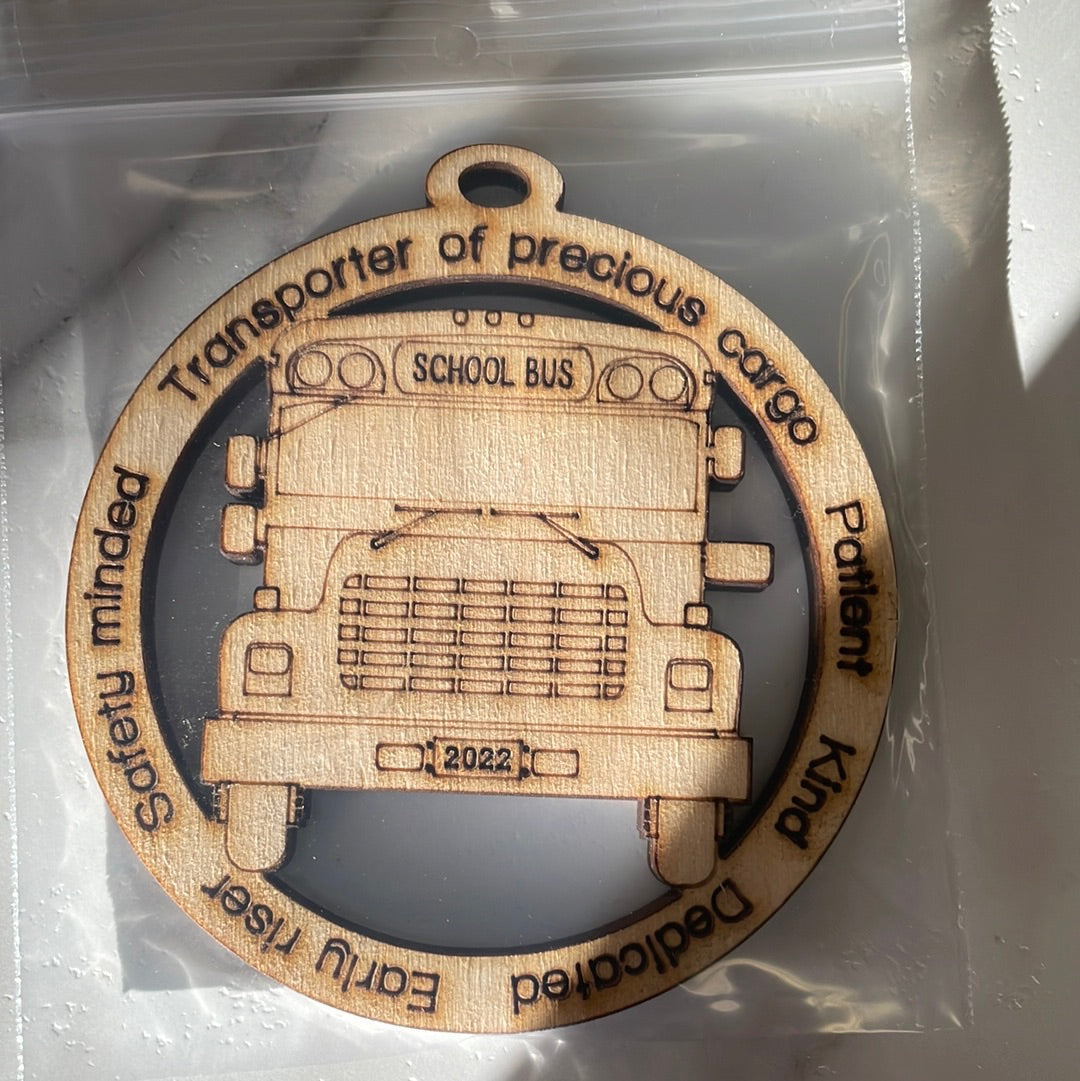 Transporter of precious cargo
Patient
Kind
Dedicated
Early riser
Safety minded
SCHOOL BUS
2022